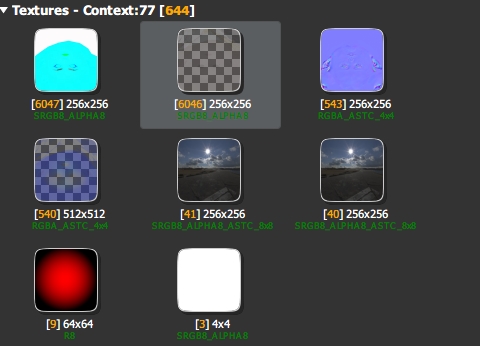 Textures - Context:77 [644]
[6047] 256x256
SRGB8_ALPHA8
[6046] 256x256
SRGB8_ALPHA8
[543] 256x256
RGBA_ASTC_4x4
[540] 512x512
RGBA_ASTC_4x4
[41] 256x256
SRGB8_ALPHA8_ASTC_8x8
[40] 256x256
SRGB8_ALPHA8_ASTC_8x8
[9] 64x64
R8
[3] 4x4
SRGB8_ALPHA8